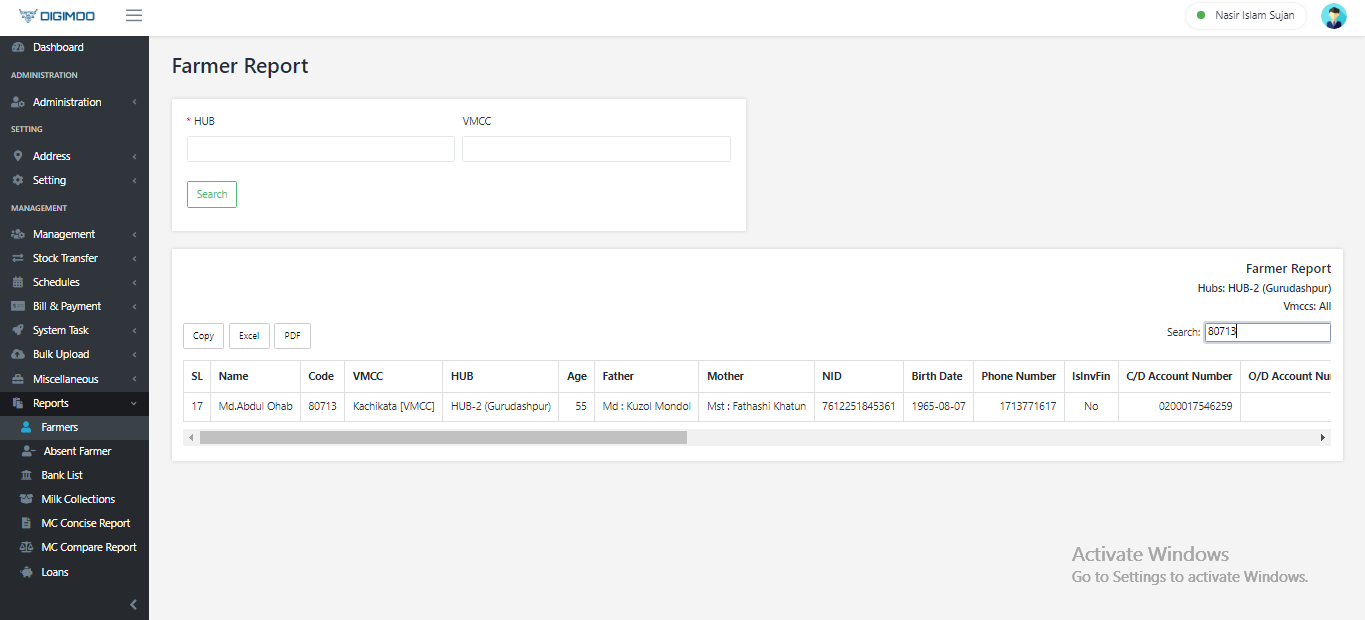 DIGIMOO
Nasir Islam Sujan
Dashboard
ADMINISTRATION
Administration
SETTING
Address
Setting
MANAGEMENT
Management
Stock Transfer
Schedules
Bill & Payment
System Task
Bulk Upload
Miscellaneous
Reports
Farmers
Absent Farmer
Bank List
Milk Collections
MC Concise Report
MC Compare Report
Loans
Farmer Report
* HUB VMCC
Search
Farmer Report
Hubs: HUB-2 (Gurudashpur)
Vmccs: All
Copy Excel PDF Search: 80713
SL Name Code VMCC HUB Age Father Mother NID Birth Date Phone Number IsInvFin C/D Account Number O/D Account Nu
17 Md.Abdul Ohab 80713 Kachikata [VMCC] HUB-2 (Gurudashpur) 55 Md : Kuzol Mondol Mst : Fathashi Khatun 7612251845361 1965-08-07 1713771617 No 0200017546259
Activate Windows
Go to Settings to activate Windows.